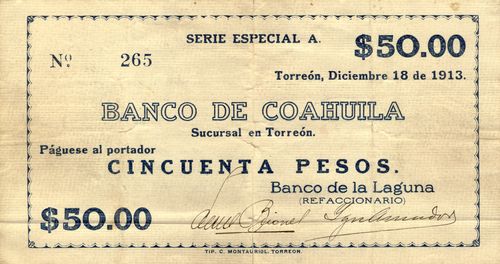 SERIE ESPECIAL A.
$50.00
Nº 265
Torreón, Diciembre 18 de 1913.
BANCO DE COAHUILA
Sucursal en Torreón.
Páguese al portador
CINCUENTA PESOS.
Banco de la Laguna
(REFACCIONARIO)
$50.00
TIP. C. MONTAURIOL. TORREON.